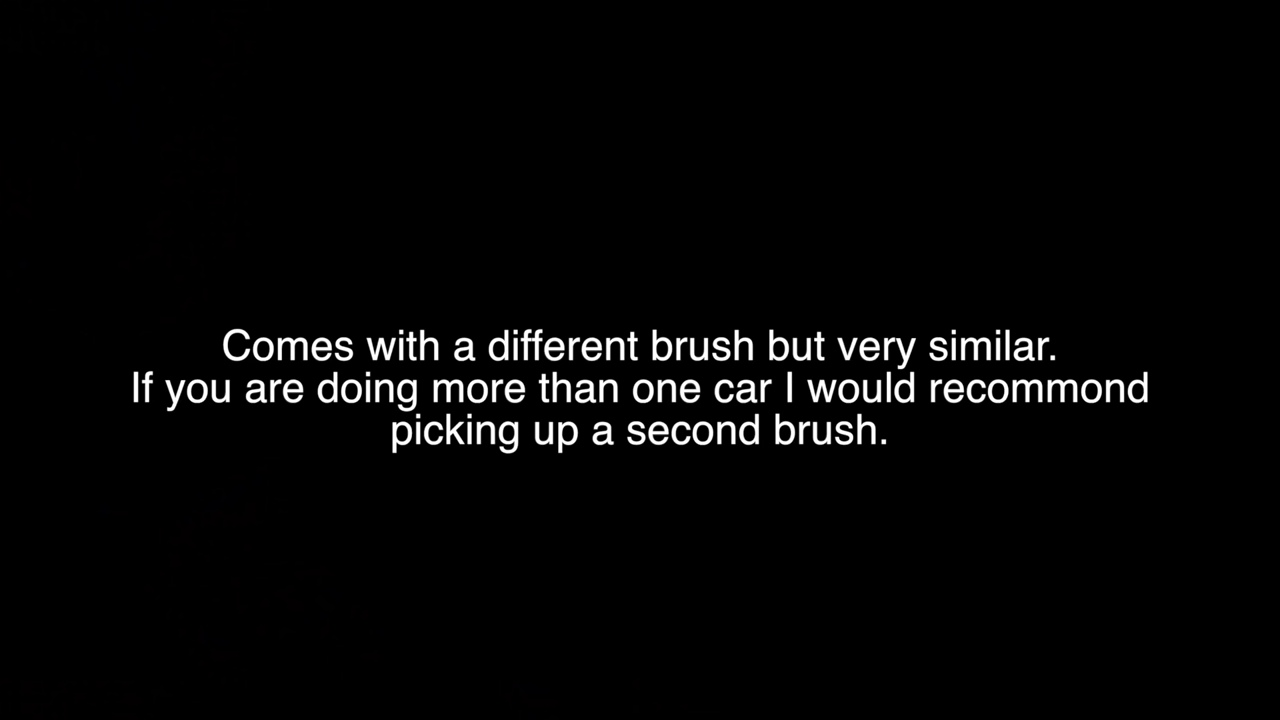 Comes with a different brush but very similar.
If you are doing more than one car I would recommond
picking up a second brush.